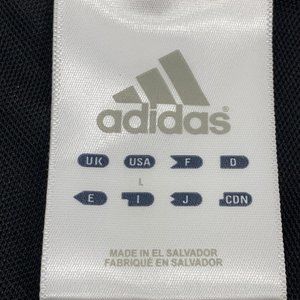 adidas®
UK USA F D
L
E I J CDN
MADE IN EL SALVADOR
FABRIQUÉ EN SALVADOR